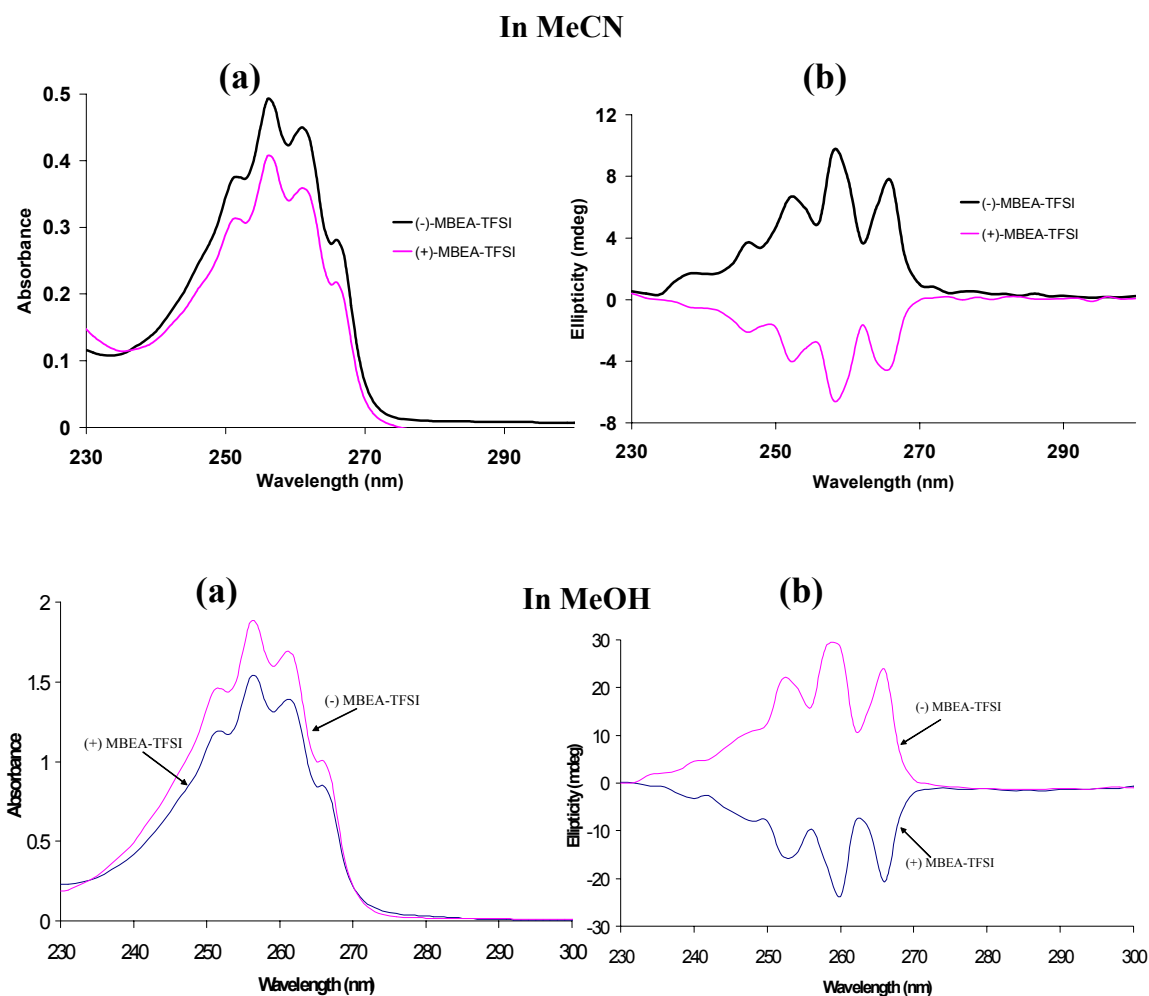 In MeCN
(a)
(b)
0.5
0.4
0.3
0.2
0.1
0
Absorbance
(-)-MBEA-TFSI
(+)-MBEA-TFSI
230
250
270
290
Wavelength (nm)
12
8
4
0
-4
-8
Ellipticity (mdeg)
(-)-MBEA-TFSI
(+)-MBEA-TFSI
230
250
270
290
Wavelength (nm)
In MeOH
(a)
(b)
2
1.5
1
0.5
0
Absorbance
(+) MBEA-TFSI
(-) MBEA-TFSI
230 240 250 260 270 280 290 300
Wavelength (nm)
30
20
10
0
-10
-20
-30
Ellipticity (mdeg)
(-) MBEA-TFSI
(+) MBEA-TFSI
230 240 250 260 270 280 290 300
Wavelength (nm)